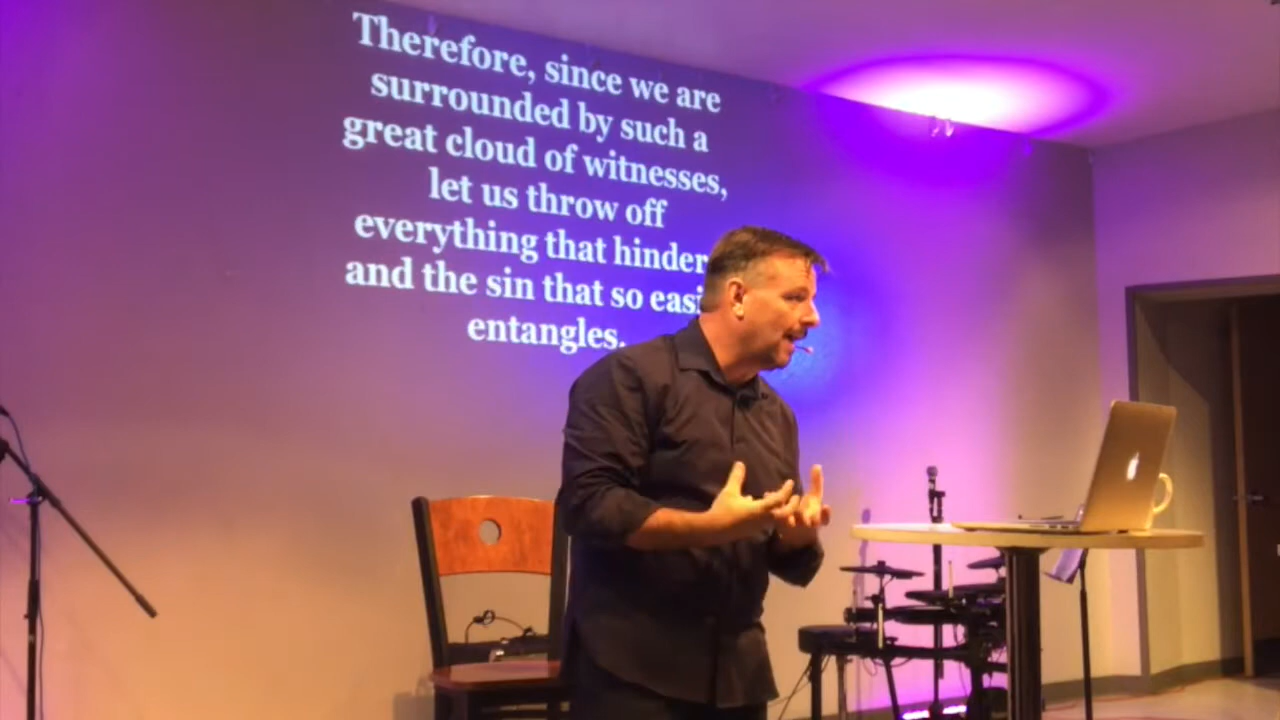 Therefore, since we are
surrounded by such a
great cloud of witnesses,
let us throw off
everything that hinder
and the sin that so easi
entangles.